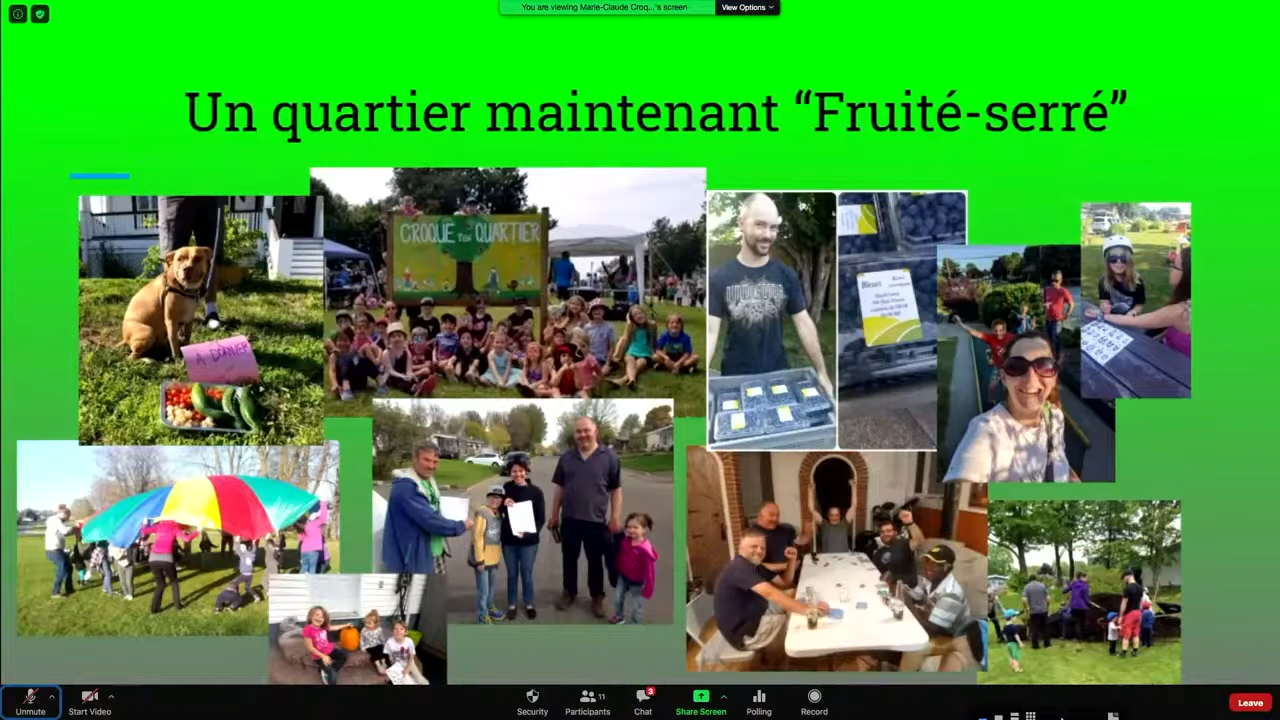 You are viewing Marie-Claude Croq...'s screen
View Options
Un quartier maintenant “Fruité-serré”
CROQUE TON QUARTIER
A DONNER
Bleuet
Unmute
Start Video
Security
11
Participants
3
Chat
Share Screen
Polling
Record
Leave